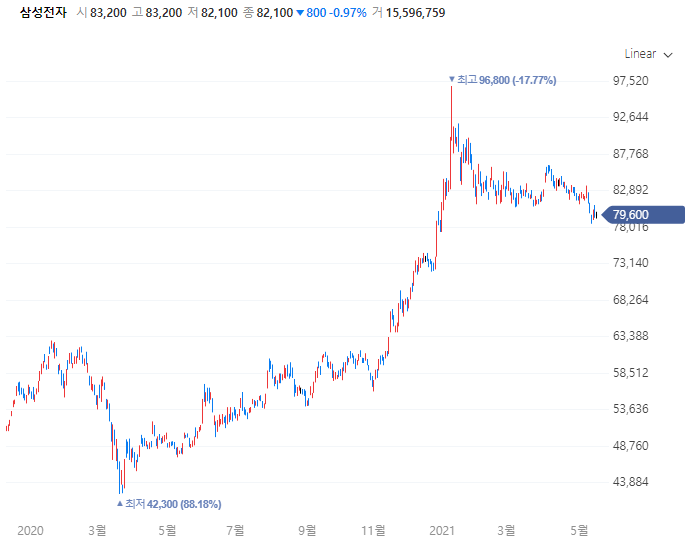 삼성전자 시 83,200 고 83,200 저 82,100 종 82,100 ▼ 800 -0.97% 거 15,596,759
Linear
▼ 최고 96,800 (-17.77%)
97,520
92,644
87,768
82,892
79,600
78,016
73,140
68,264
63,388
58,512
53,636
48,760
43,884
▲ 최저 42,300 (88.18%)
2020 3월 5월 7월 9월 11월 2021 3월 5월